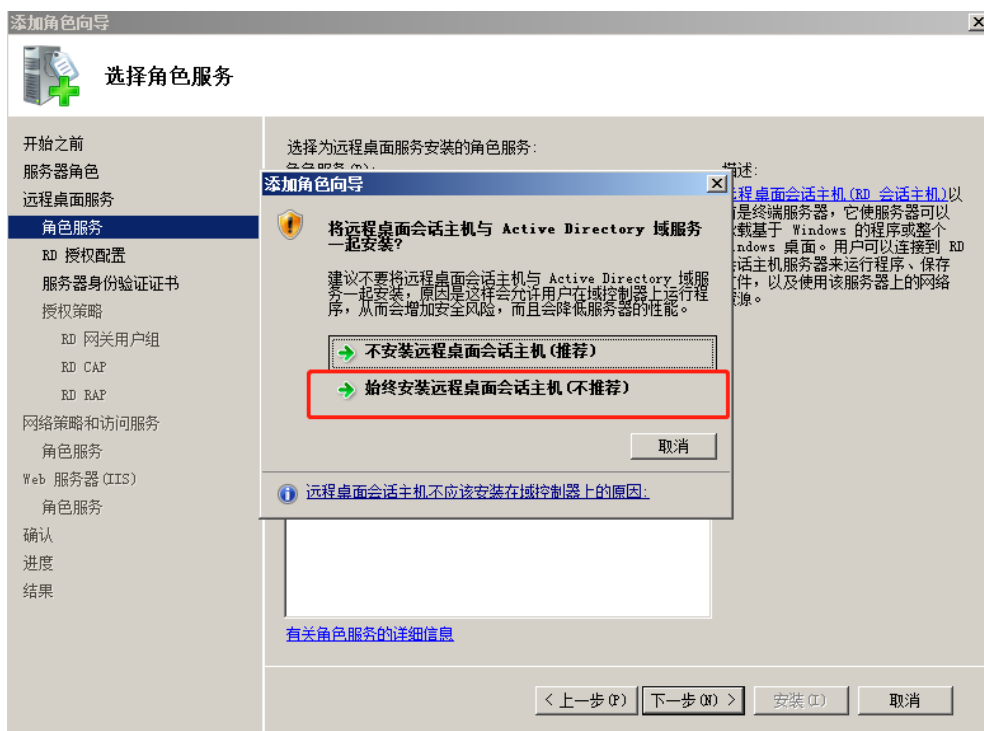 添加角色向导
选择角色服务
开始之前
服务器角色
远程桌面服务
角色服务
RD 授权配置
服务器身份验证证书
授权策略
RD 网关用户组
RD CAP
RD RAP
网络策略和访问服务
角色服务
Web 服务器(IIS)
角色服务
确认
进度
结果
选择为远程桌面服务安装的角色服务:
描述:
程桌面会话主机(RD 会话主机)以
是终端服务器，它使服务器可以
载基于 Windows 的程序或整个
ndows 桌面。用户可以连接到 RD
话主机服务器来运行程序、保存
件，以及使用该服务器上的网络
源。
添加角色向导
将远程桌面会话主机与 Active Directory 域服务
一起安装?
建议不要将远程桌面会话主机与 Active Directory 域服
务一起安装，原因是这样会允许用户在域控制器上运行程
序，从而会增加安全风险，而且会降低服务器的性能。
不安装远程桌面会话主机(推荐)
始终安装远程桌面会话主机(不推荐)
取消
远程桌面会话主机不应该安装在域控制器上的原因:
有关角色服务的详细信息
< 上一步(P)
下一步(N) >
安装(I)
取消